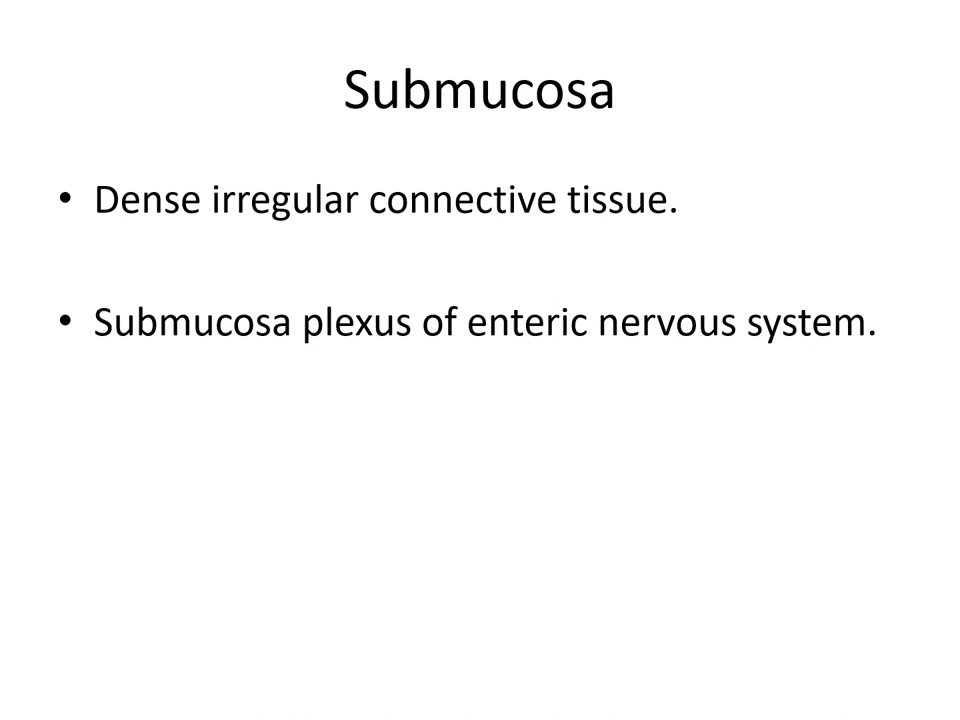 Submucosa
• Dense irregular connective tissue.
• Submucosa plexus of enteric nervous system.